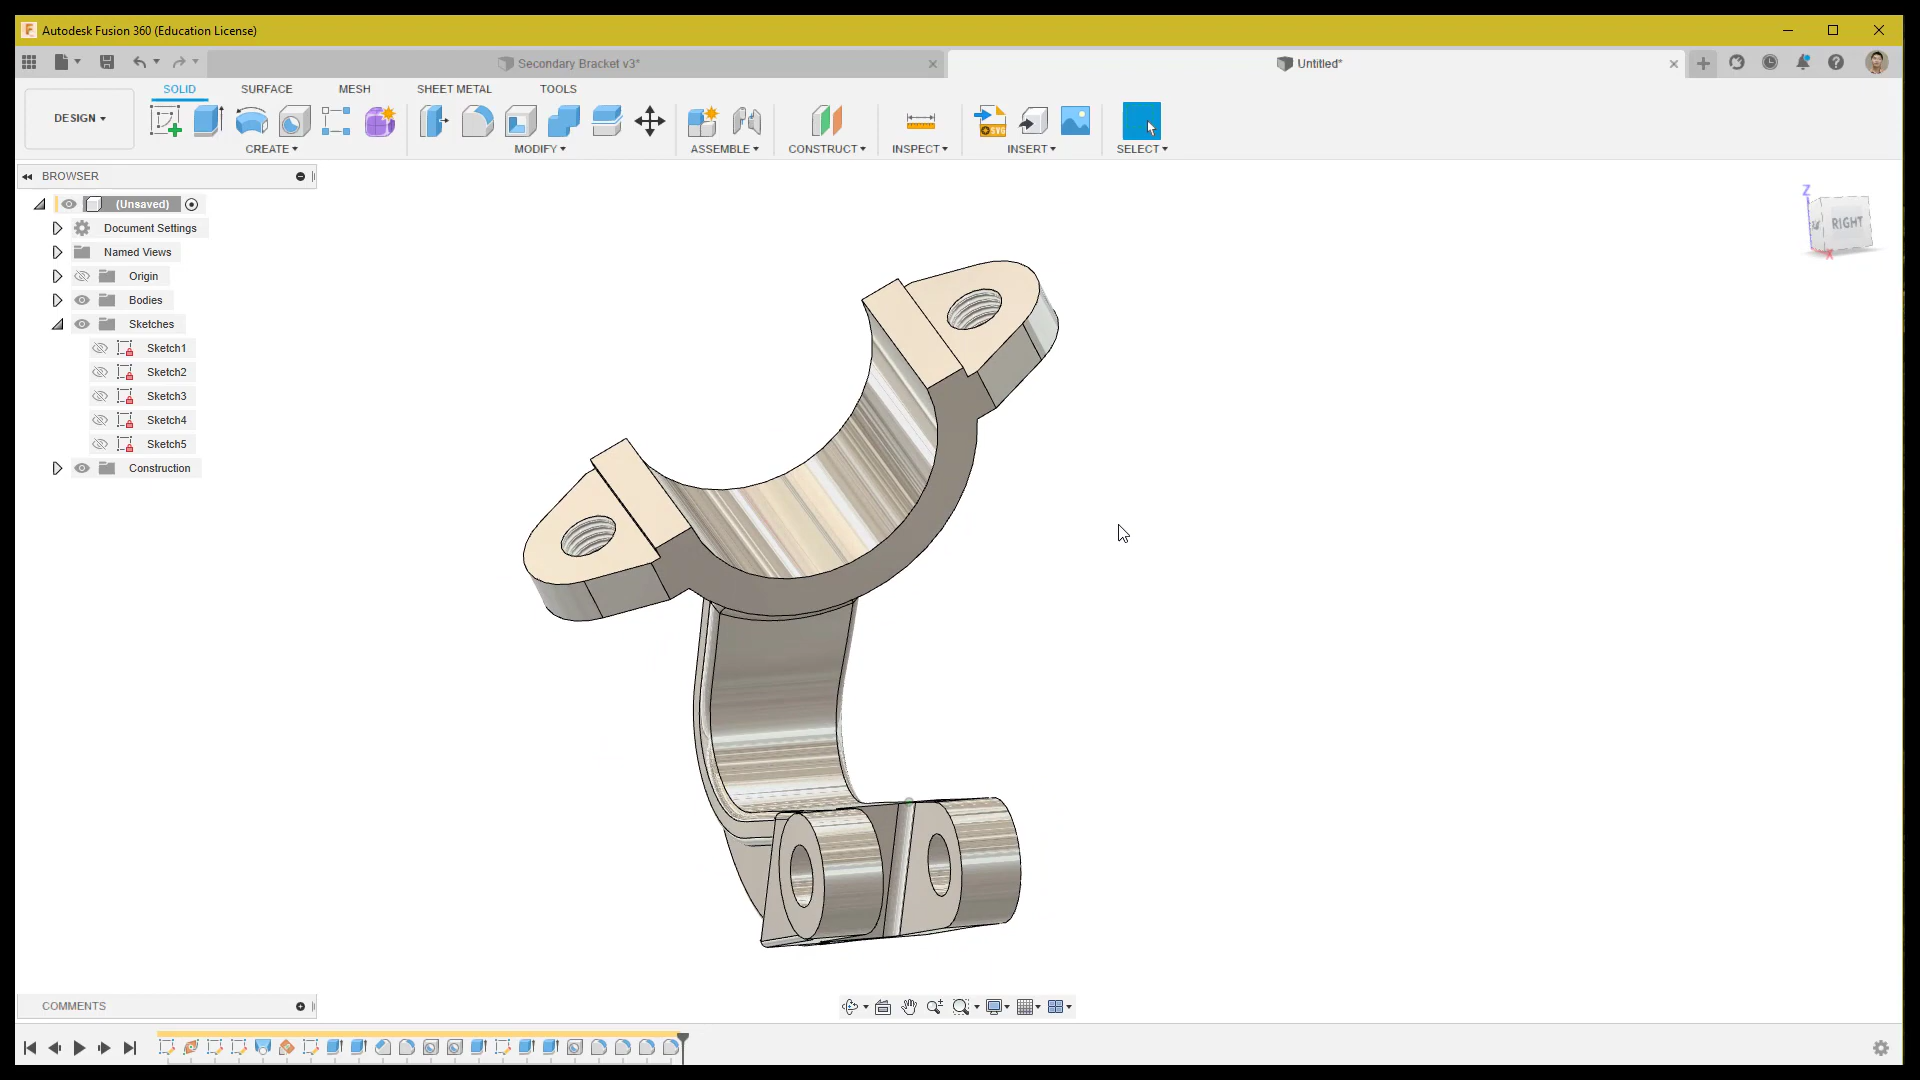 Autodesk Fusion 360 (Education License)
Secondary Bracket v3*
Untitled*
SOLID
SURFACE
MESH
SHEET METAL
TOOLS
DESIGN
CREATE
MODIFY
ASSEMBLE
CONSTRUCT
INSPECT
INSERT
SELECT
BROWSER
(Unsaved)
Document Settings
Named Views
Origin
Bodies
Sketches
Sketch1
Sketch2
Sketch3
Sketch4
Sketch5
Construction
Z
RIGHT
X
COMMENTS